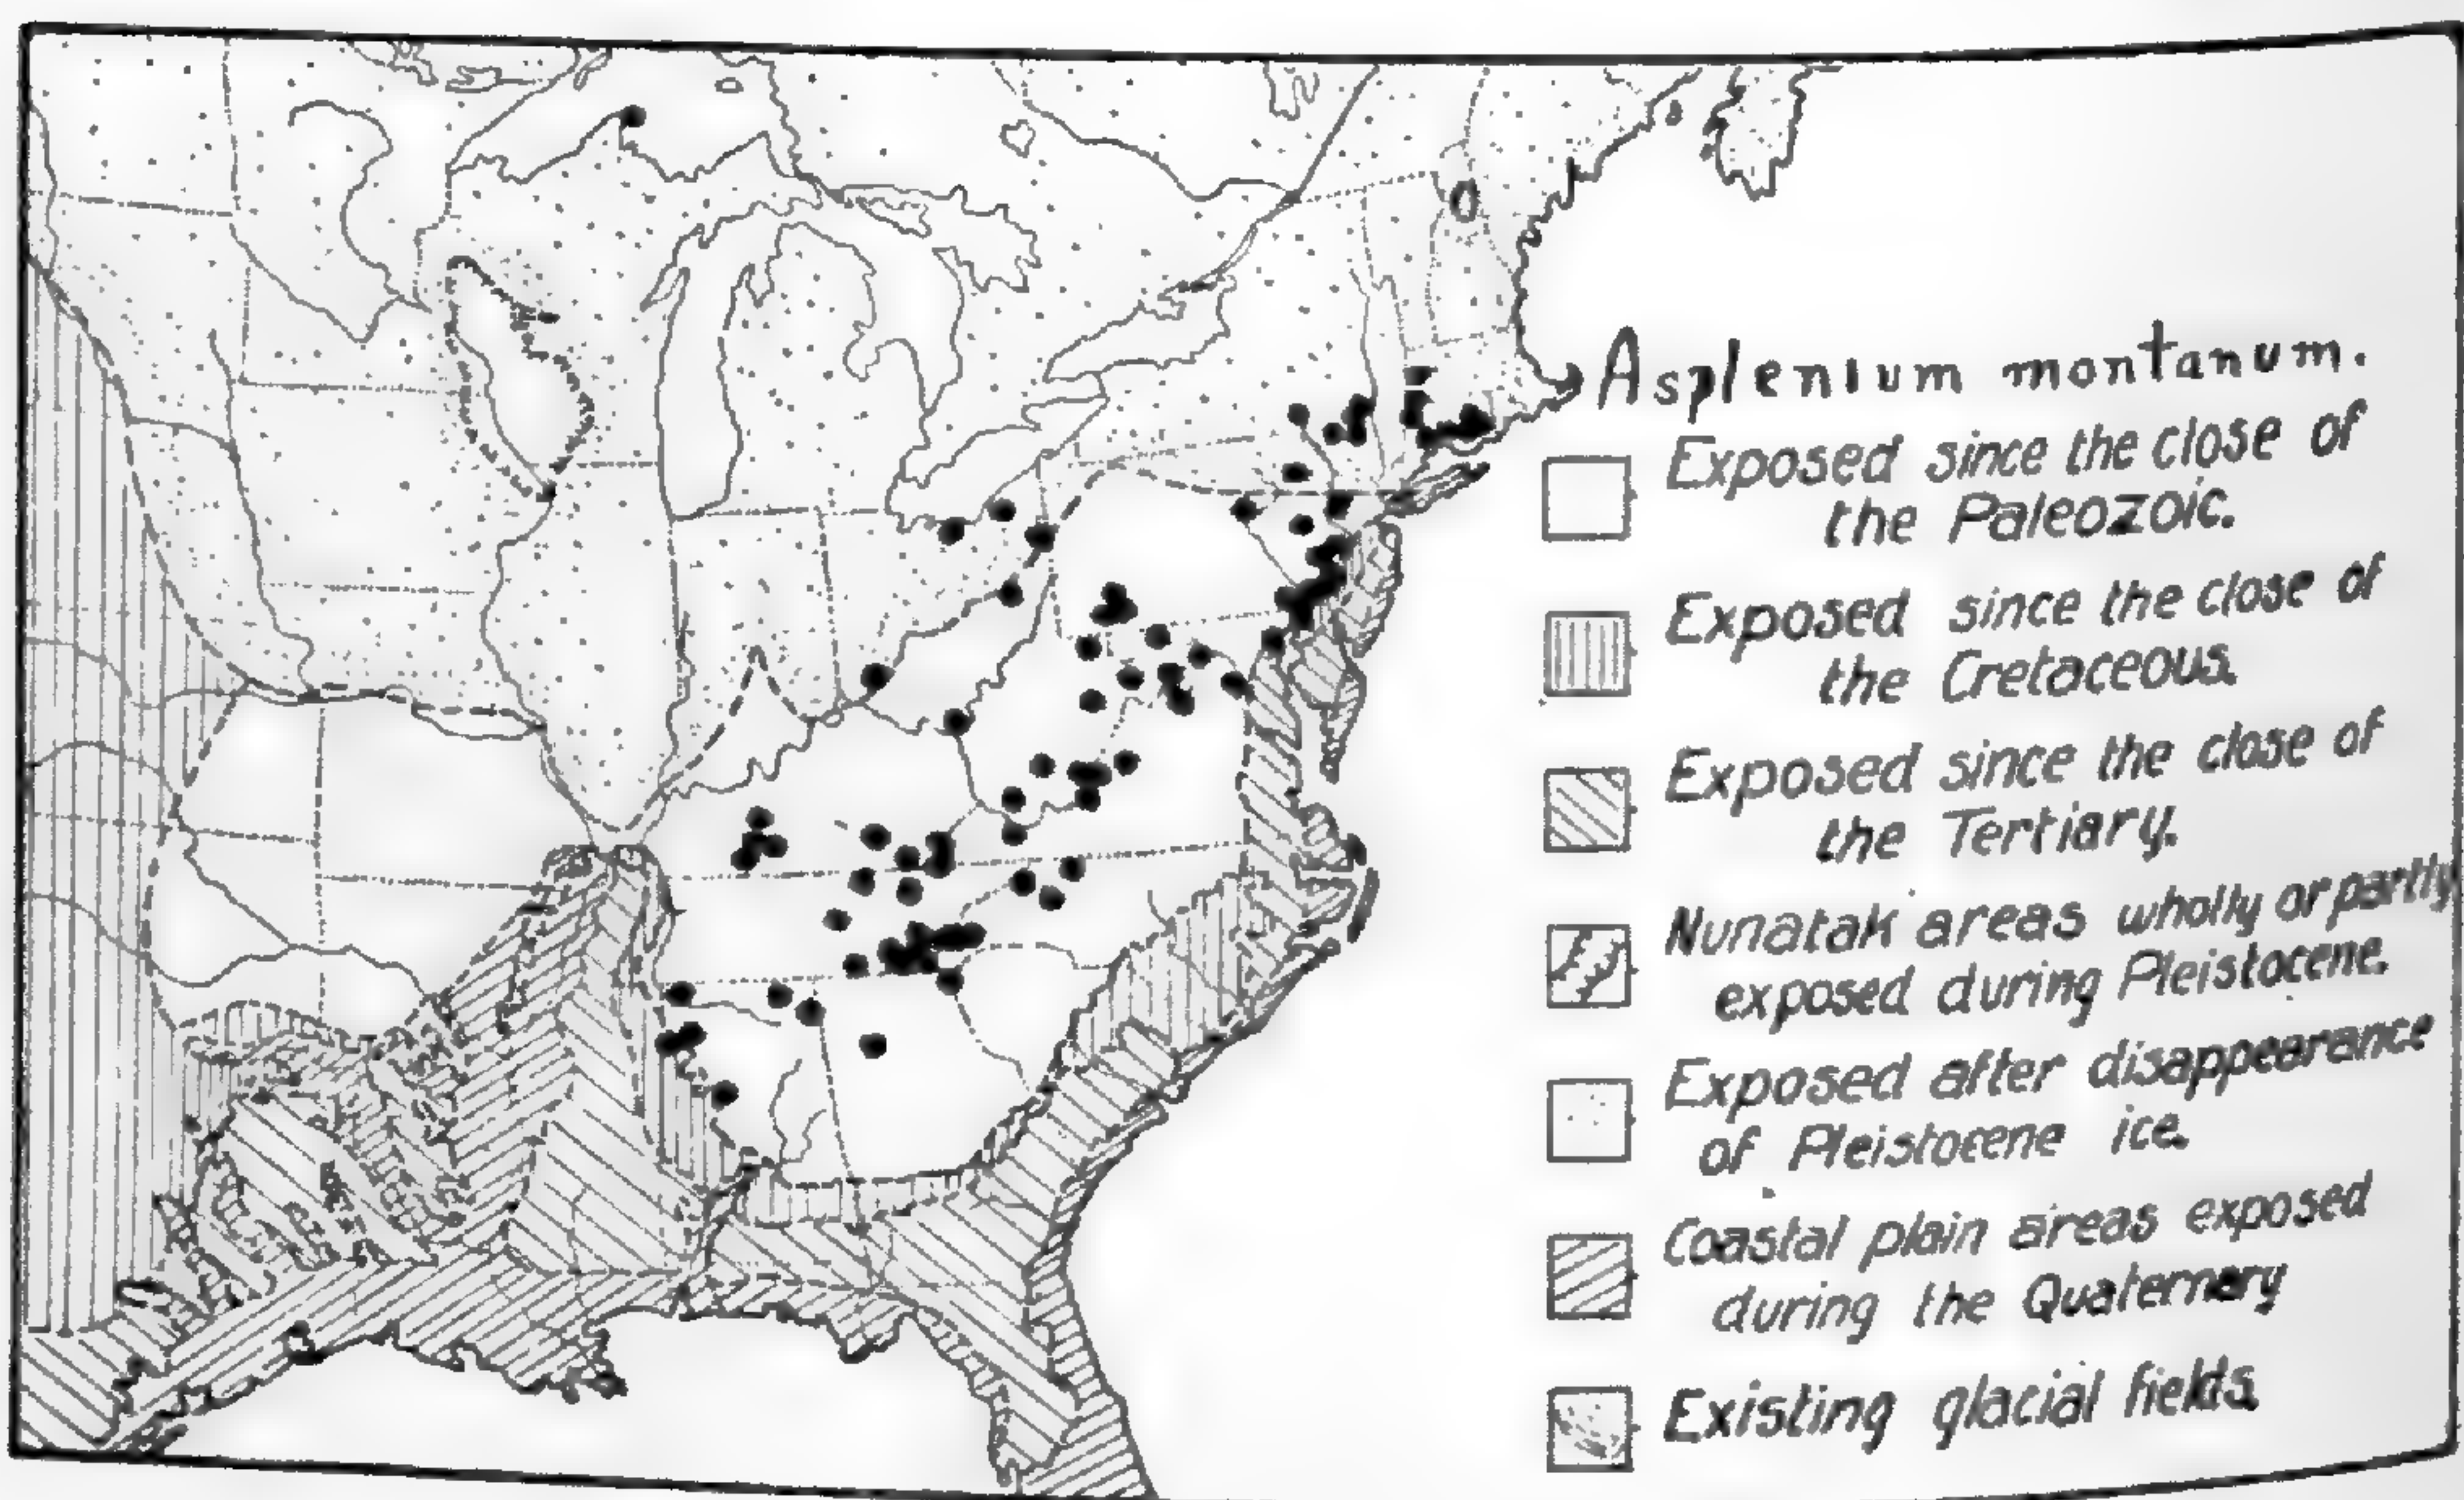 Asplenium montanum.
Exposed since the close of
the Paleozoic.
Exposed since the close of
the Cretaceous.
Exposed since the close of
the Tertiary.
Nunatak areas wholly or partly
exposed during Pleistocene.
Exposed after disappearance
of Pleistocene ice.
Coastal plain areas exposed
during the Quaternary
Existing glacial fields.